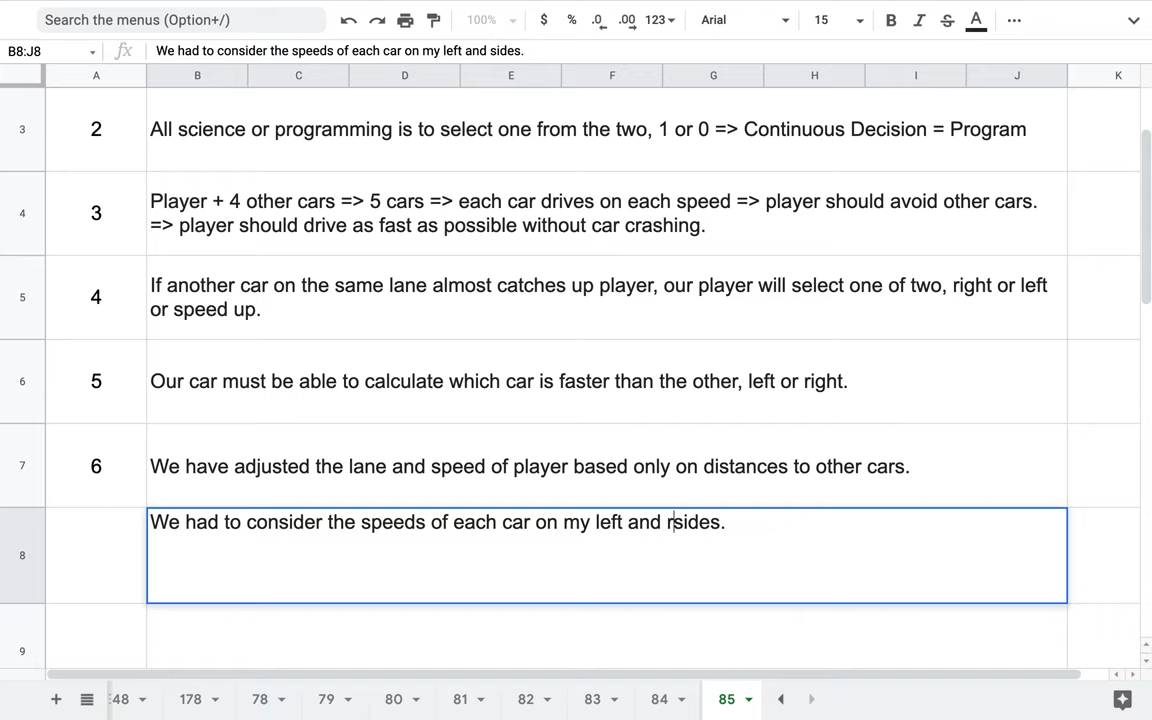 Search the menus (Option+/) 100% $ % .0 .00 123 Arial 15 B I S A
B8:J8 fx We had to consider the speeds of each car on my left and sides.
A B C D E F G H I J K
3 2 All science or programming is to select one from the two, 1 or 0 => Continuous Decision = Program
4 3 Player + 4 other cars => 5 cars => each car drives on each speed => player should avoid other cars.
=> player should drive as fast as possible without car crashing.
5 4 If another car on the same lane almost catches up player, our player will select one of two, right or left
or speed up.
6 5 Our car must be able to calculate which car is faster than the other, left or right.
7 6 We have adjusted the lane and speed of player based only on distances to other cars.
8 We had to consider the speeds of each car on my left and rsides.
9
48 178 78 79 80 81 82 83 84 85